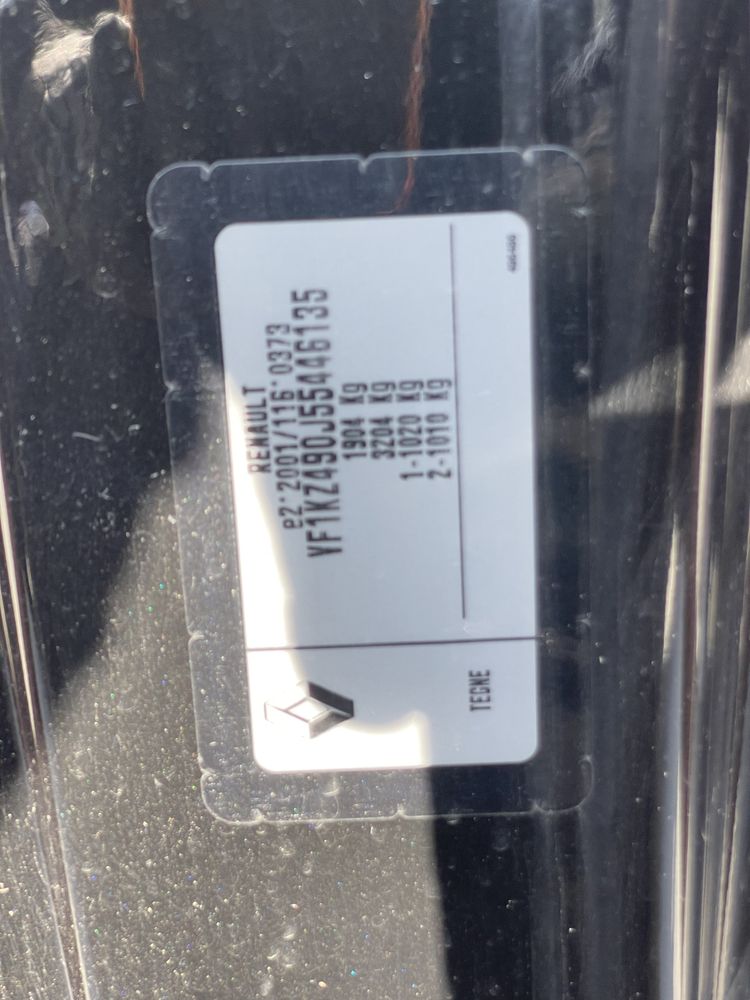 RENAULT
e2*2001/116*0373
VF1KZ490J55446135
1904 Kg
3204 Kg
1-1020 Kg
2-1010 Kg
TECNE